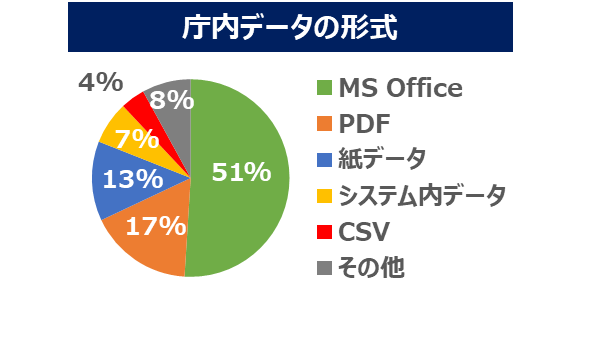 庁内データの形式
4%
8%
7%
13%
17%
51%
MS Office
PDF
紙データ
システム内データ
CSV
その他